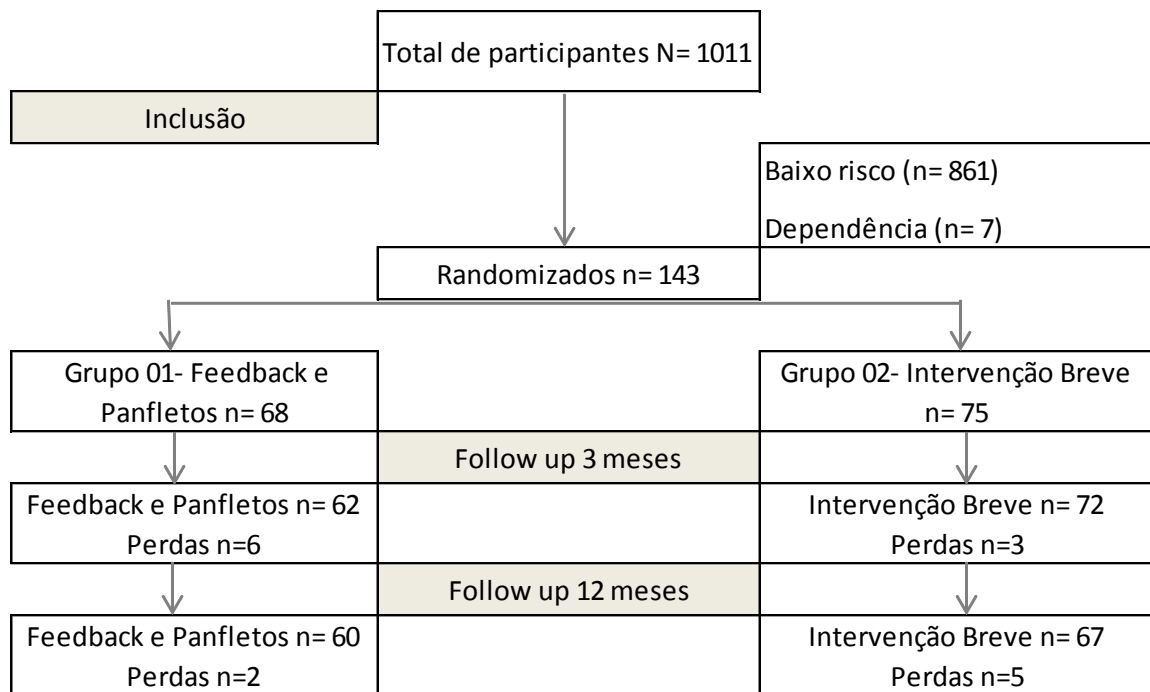 Total de participantes N= 1011
Inclusão
Baixo risco (n= 861)
Dependência (n= 7)
Randomizados n= 143
Grupo 01- Feedback e
Panfletos n= 68
Grupo 02- Intervenção Breve
n= 75
Follow up 3 meses
Feedback e Panfletos n= 62
Perdas n=6
Intervenção Breve n= 72
Perdas n=3
Follow up 12 meses
Feedback e Panfletos n= 60
Perdas n=2
Intervenção Breve n= 67
Perdas n=5